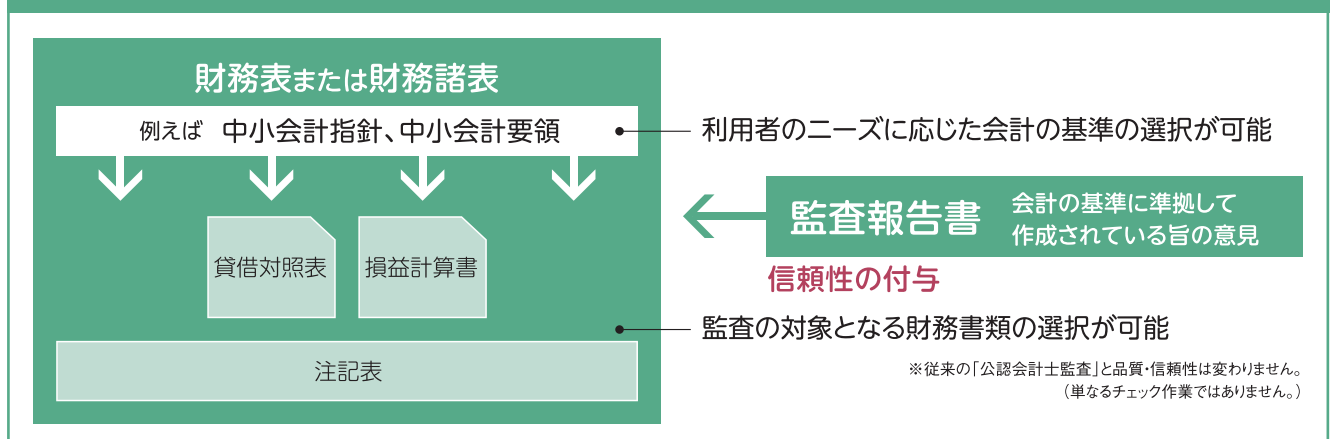 財務表または財務諸表
例えば 中小会計指針、中小会計要領
利用者のニーズに応じた会計の基準の選択が可能
監査報告書
会計の基準に準拠して
作成されている旨の意見
信頼性の付与
貸借対照表
損益計算書
監査の対象となる財務書類の選択が可能
注記表
※従来の「公認会計士監査」と品質・信頼性は変わりません。
（単なるチェック作業ではありません。）